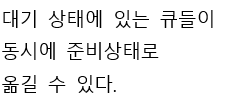 대기 상태에 있는 큐들이
동시에 준비상태로
옮길 수 있다.